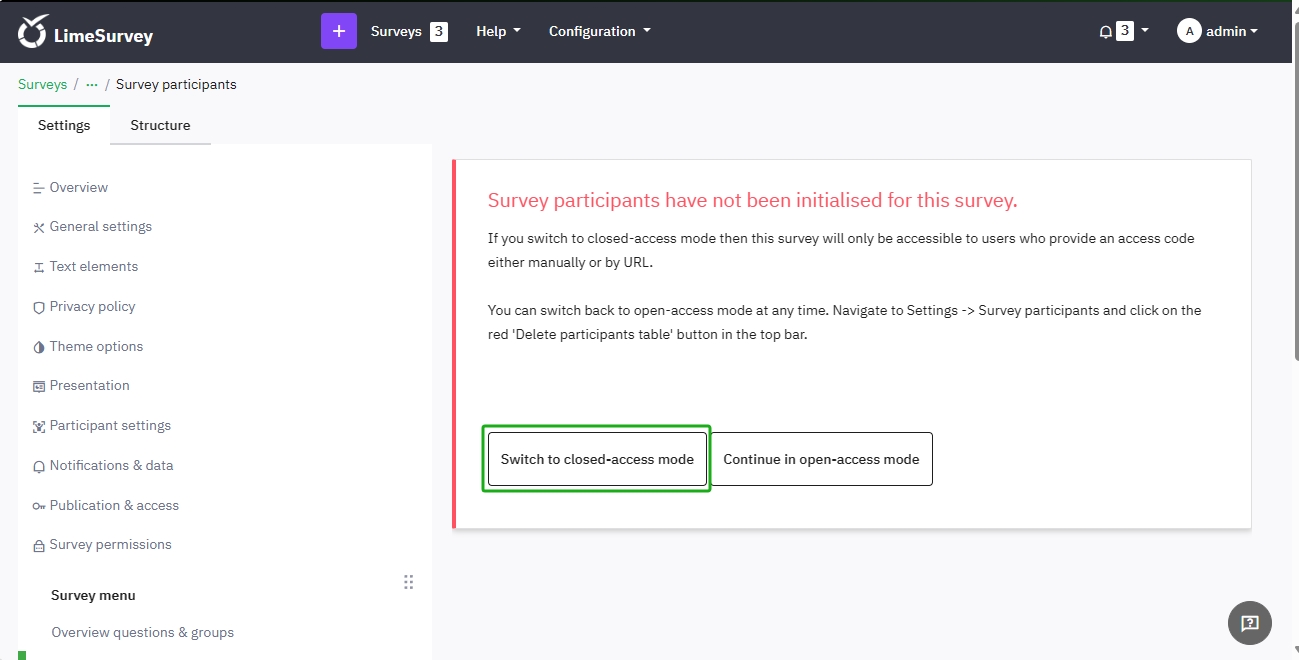 LimeSurvey
+
Surveys 3
Help
Configuration
3
A admin
Surveys / ... / Survey participants
Settings
Structure
Overview
General settings
Text elements
Privacy policy
Theme options
Presentation
Participant settings
Notifications & data
Publication & access
Survey permissions
Survey menu
Overview questions & groups
Survey participants have not been initialised for this survey.
If you switch to closed-access mode then this survey will only be accessible to users who provide an access code
either manually or by URL.
You can switch back to open-access mode at any time. Navigate to Settings -> Survey participants and click on the
red 'Delete participants table' button in the top bar.
Switch to closed-access mode
Continue in open-access mode
?